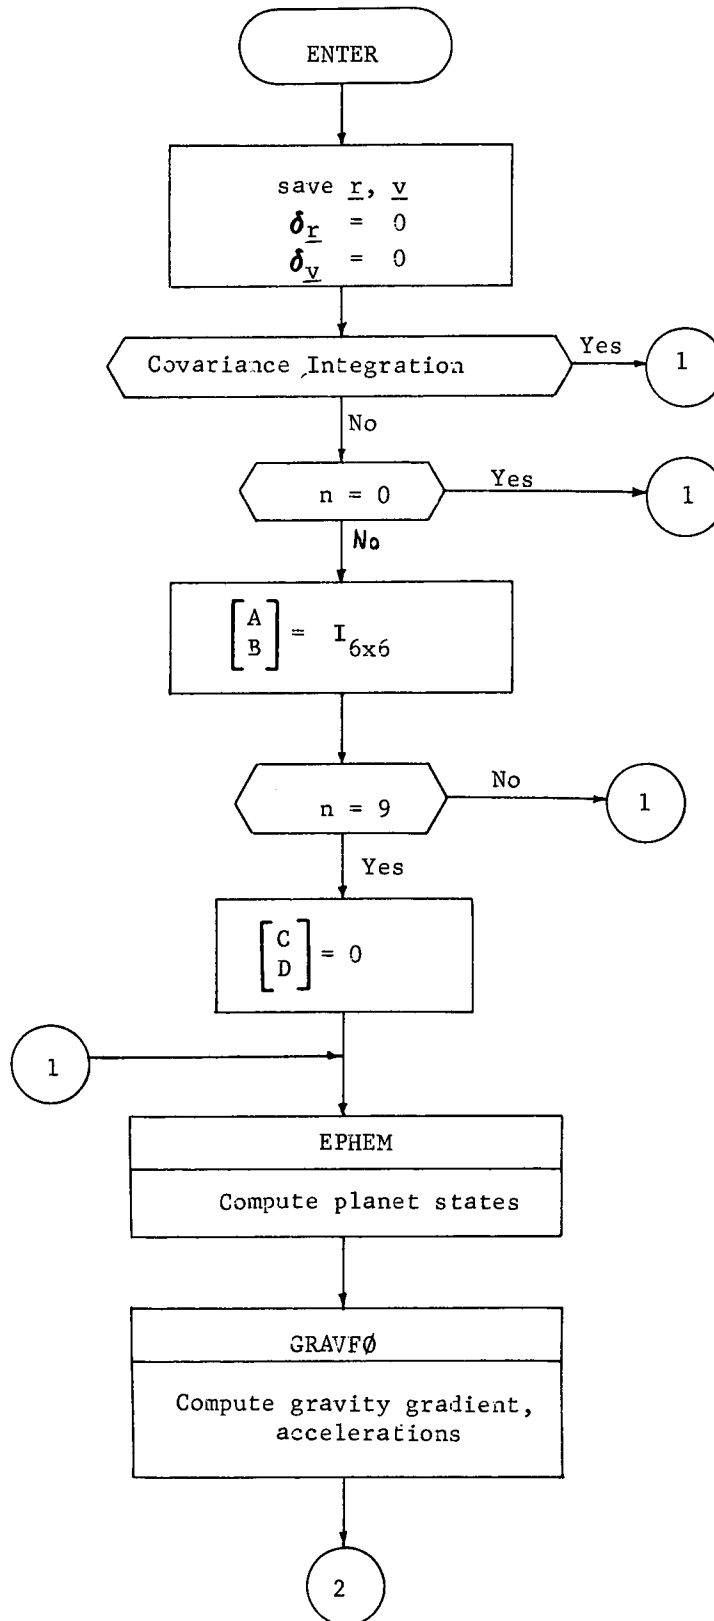 ENTER
save r, v
δr = 0
δv = 0
Covariance Integration
Yes
1
No
n = 0
Yes
1
No
[A B] = I6x6
n = 9
No
1
Yes
[C D] = 0
1
EPHEM
Compute planet states
GRAVFØ
Compute gravity gradient,
accelerations
2